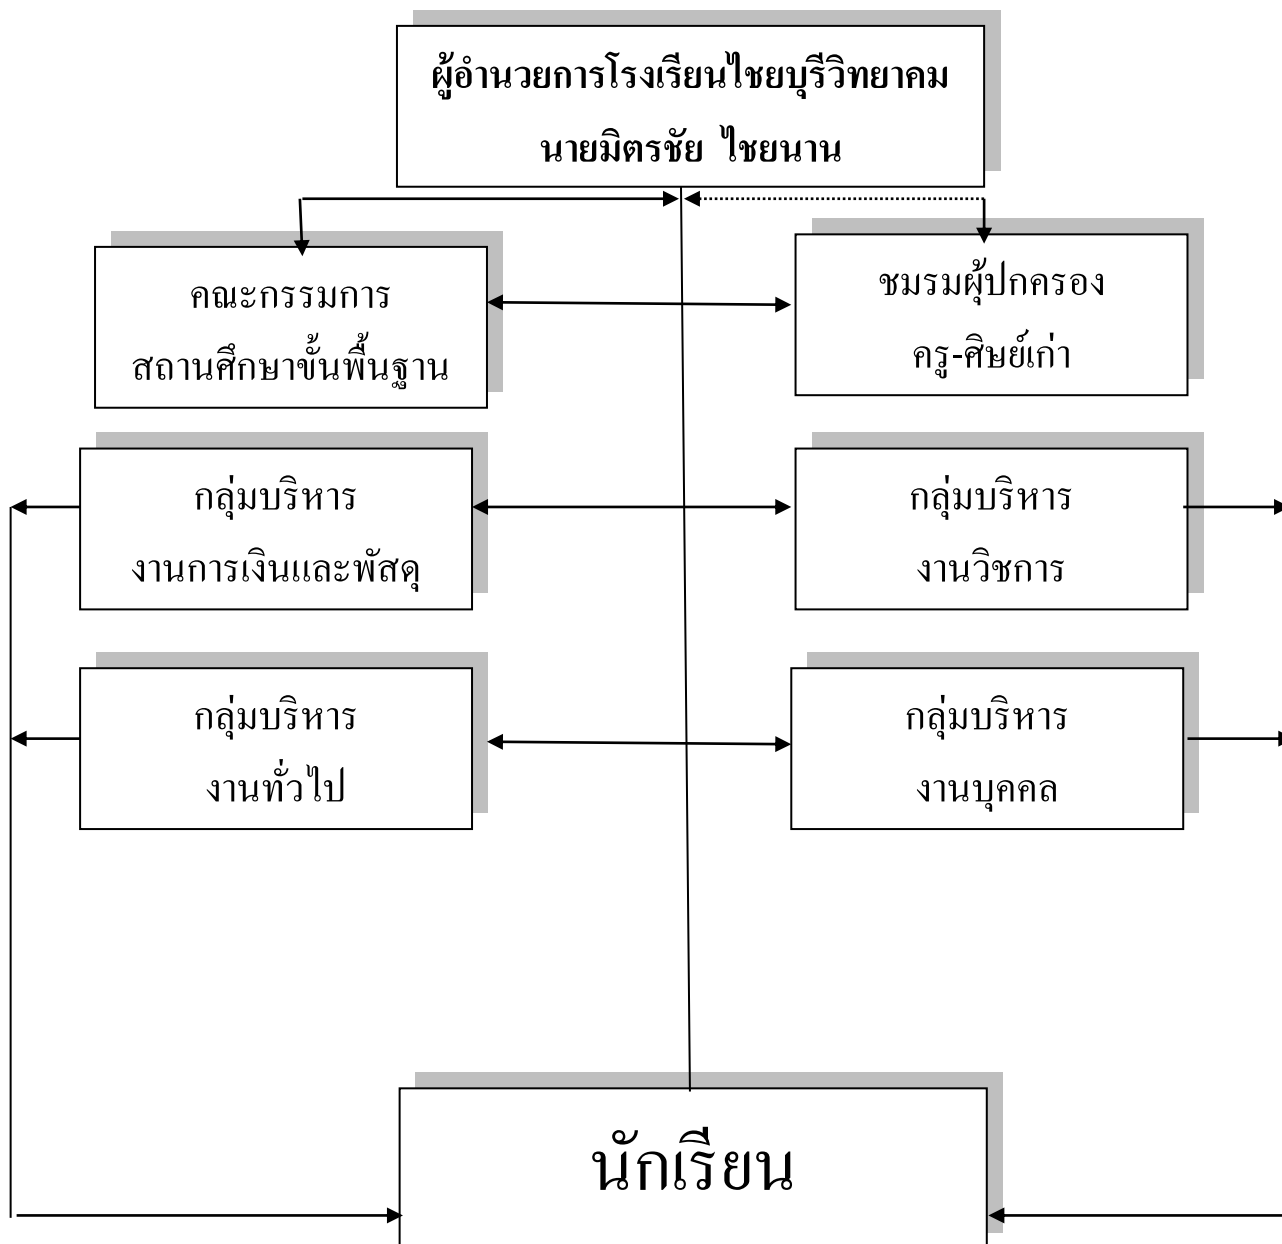 ผู้อำนวยการโรงเรียนไชยบุรีวิทยาคม
นายมิตรชัย ไชยนาน
คณะกรรมการ
สถานศึกษาขั้นพื้นฐาน
ชมรมผู้ปกครอง
ครู-ศิษย์เก่า
กลุ่มบริหาร
งานการเงินและพัสดุ
กลุ่มบริหาร
งานวิชการ
กลุ่มบริหาร
งานทั่วไป
กลุ่มบริหาร
งานบุคคล
นักเรียน